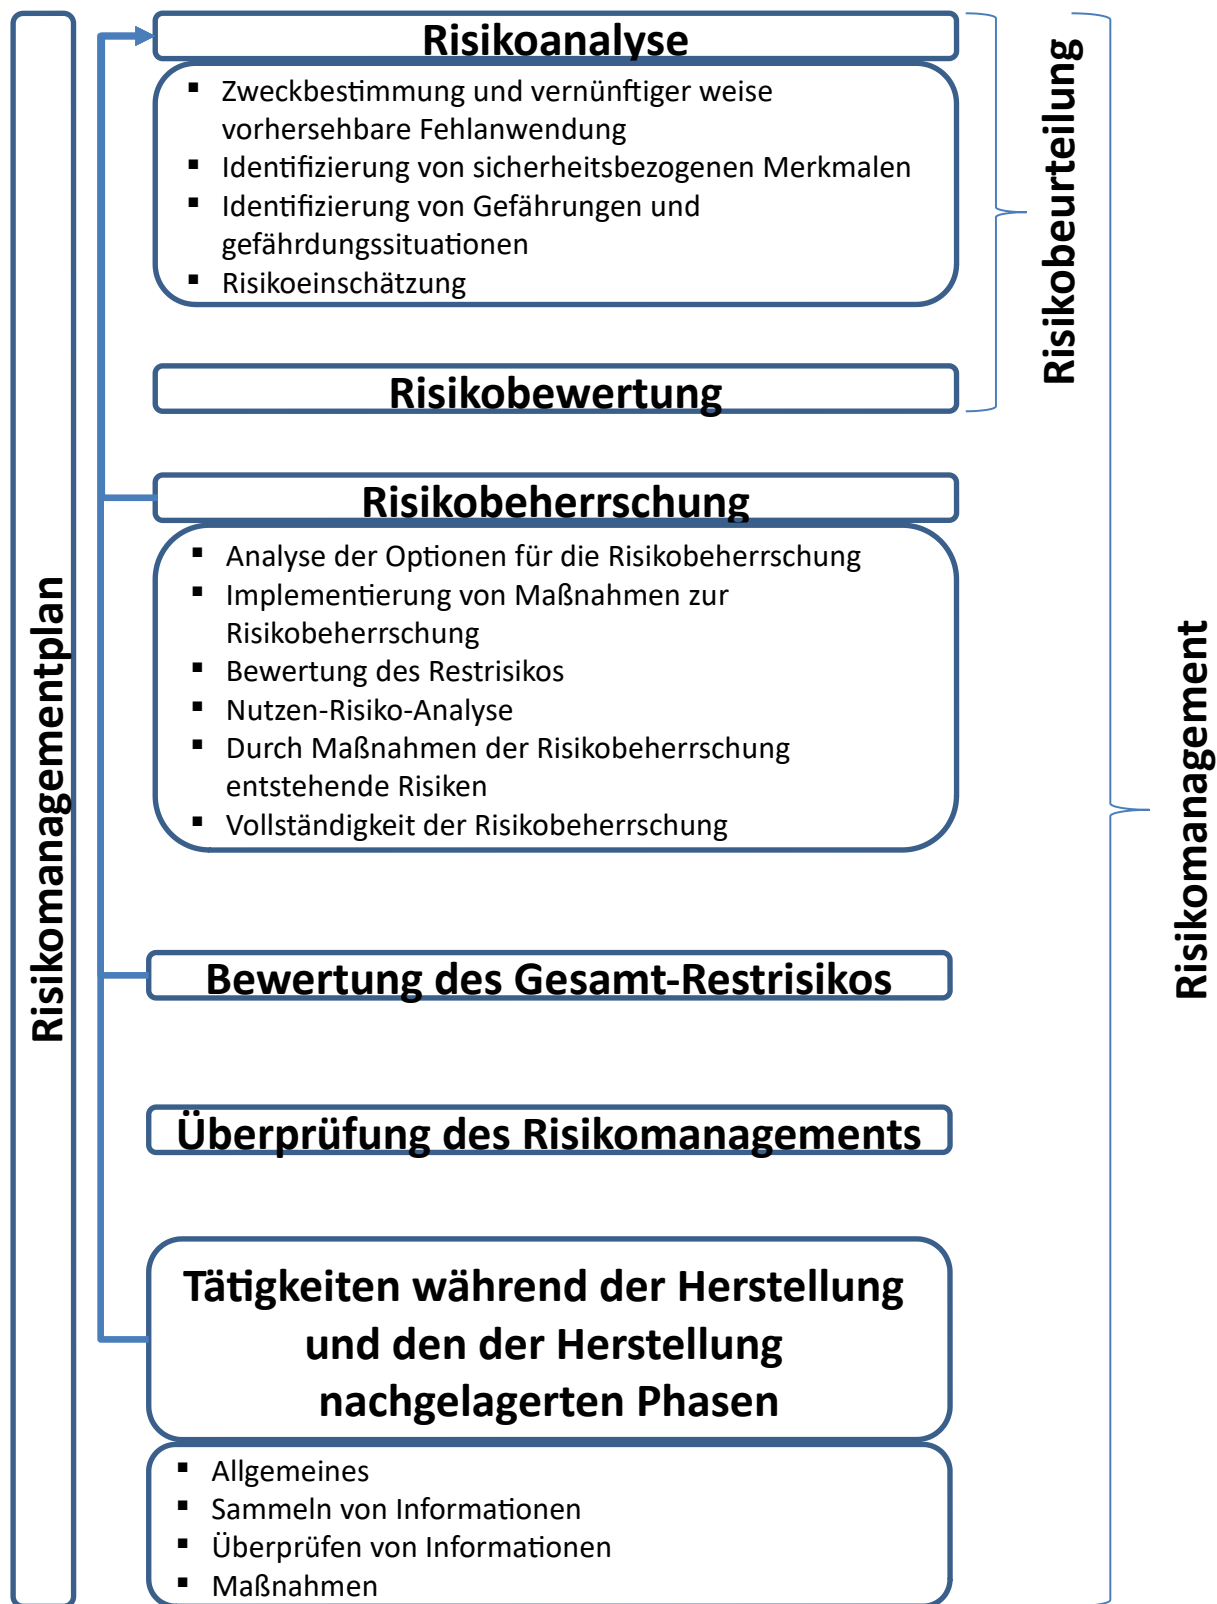 Risikomanagementplan
Risikoanalyse
▪ Zweckbestimmung und vernünftiger weise
vorhersehbare Fehlanwendung
▪ Identifizierung von sicherheitsbezogenen Merkmalen
▪ Identifizierung von Gefährdungen und
gefährdungssituationen
▪ Risikoeinschätzung
Risikobewertung
Risikobeurteilung
Risikobeherrschung
▪ Analyse der Optionen für die Risikobeherrschung
▪ Implementierung von Maßnahmen zur
Risikobeherrschung
▪ Bewertung des Restrisikos
▪ Nutzen-Risiko-Analyse
▪ Durch Maßnahmen der Risikobeherrschung
entstehende Risiken
▪ Vollständigkeit der Risikobeherrschung
Bewertung des Gesamt-Restrisikos
Überprüfung des Risikomanagements
Tätigkeiten während der Herstellung
und den der Herstellung
nachgelagerten Phasen
▪ Allgemeines
▪ Sammeln von Informationen
▪ Überprüfen von Informationen
▪ Maßnahmen
Risikomanagement